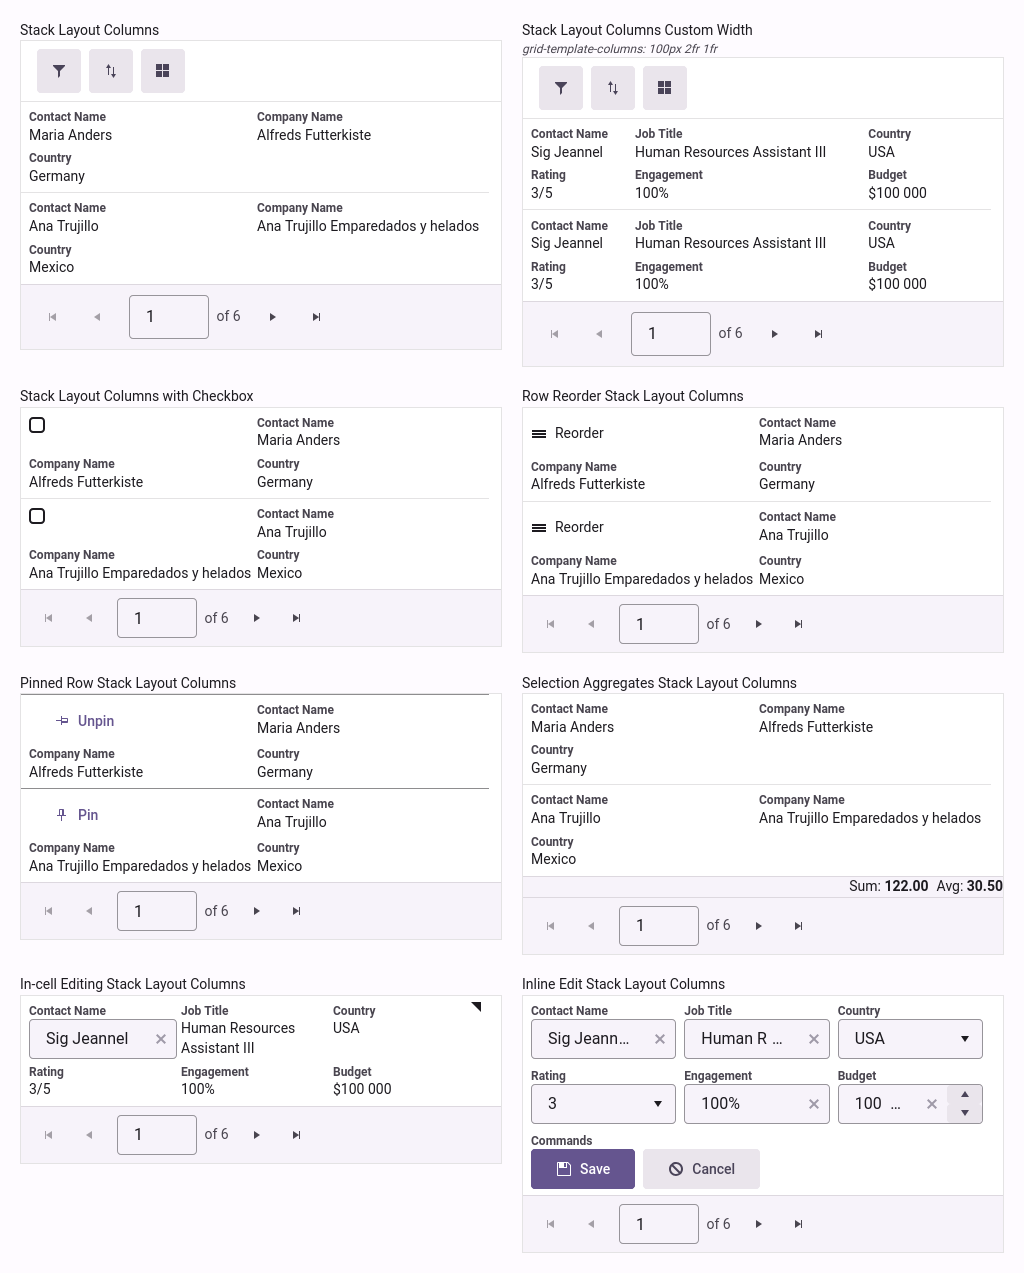 Stack Layout Columns
Contact Name Company Name
Maria Anders Alfreds Futterkiste
Country
Germany
Contact Name Company Name
Ana Trujillo Ana Trujillo Emparedados y helados
Country
Mexico
1 of 6
Stack Layout Columns Custom Width
grid-template-columns: 100px 2fr 1fr
Contact Name Job Title Country
Sig Jeannel Human Resources Assistant III USA
Rating Engagement Budget
3/5 100% $100 000
Contact Name Job Title Country
Sig Jeannel Human Resources Assistant III USA
Rating Engagement Budget
3/5 100% $100 000
1 of 6
Stack Layout Columns with Checkbox
Contact Name
Maria Anders
Company Name Country
Alfreds Futterkiste Germany
Contact Name
Ana Trujillo
Company Name Country
Ana Trujillo Emparedados y helados Mexico
1 of 6
Row Reorder Stack Layout Columns
Contact Name
Reorder Maria Anders
Company Name Country
Alfreds Futterkiste Germany
Contact Name
Reorder Ana Trujillo
Company Name Country
Ana Trujillo Emparedados y helados Mexico
1 of 6
Pinned Row Stack Layout Columns
Contact Name
Unpin Maria Anders
Company Name Country
Alfreds Futterkiste Germany
Contact Name
Pin Ana Trujillo
Company Name Country
Ana Trujillo Emparedados y helados Mexico
1 of 6
Selection Aggregates Stack Layout Columns
Contact Name Company Name
Maria Anders Alfreds Futterkiste
Country
Germany
Contact Name Company Name
Ana Trujillo Ana Trujillo Emparedados y helados
Country
Mexico
Sum: 122.00 Avg: 30.50
1 of 6
In-cell Editing Stack Layout Columns
Contact Name Job Title Country
Sig Jeannel Human Resources USA
Assistant III
Rating Engagement Budget
3/5 100% $100 000
1 of 6
Inline Edit Stack Layout Columns
Contact Name Job Title Country
Sig Jeann... Human R ... USA
Rating Engagement Budget
3 100% 100 ...
Commands
Save Cancel
1 of 6